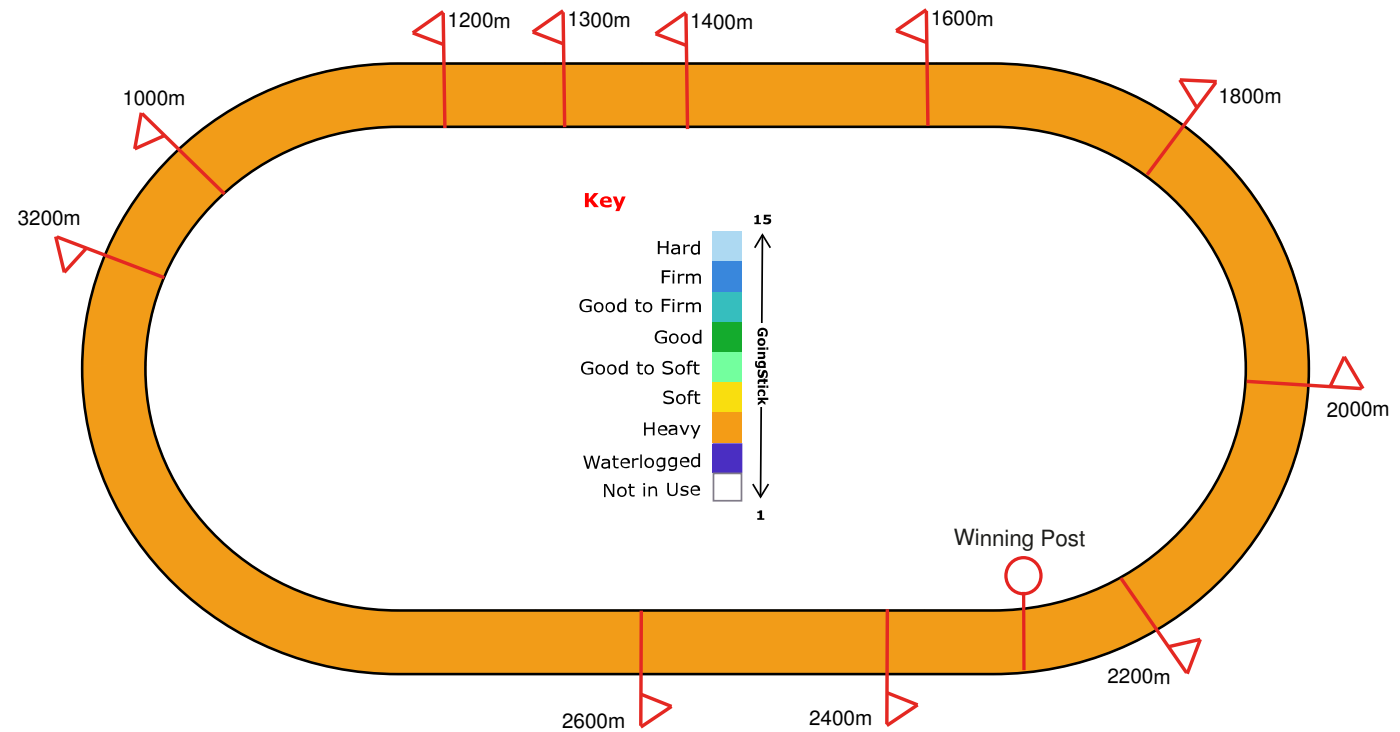 1200m
1300m
1400m
1600m
1000m
1800m
3200m
Key
15
Hard
Firm
Good to Firm
Good
Good to Soft
Soft
Heavy
Waterlogged
Not in Use
GoingStick
1
2000m
Winning Post
2200m
2600m
2400m